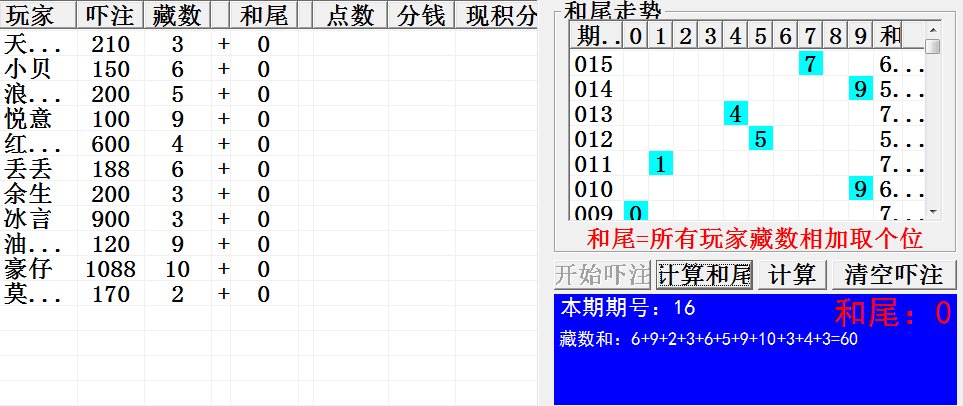 玩家 吓注 藏数 和尾 点数 分钱 现积分
天... 210 3 + 0
小贝 150 6 + 0
浪... 200 5 + 0
悦意 100 9 + 0
红... 600 4 + 0
丢丢 188 6 + 0
余生 200 3 + 0
冰言 900 3 + 0
油... 120 9 + 0
豪仔 1088 10 + 0
莫... 170 2 + 0
和尾走势
期.. 0 1 2 3 4 5 6 7 8 9 和
015 7 6...
014 9 5...
013 4 7...
012 5 5...
011 1 7...
010 9 6...
009 0 7...
和尾=所有玩家藏数相加取个位
开始吓注 计算和尾 计算 清空吓注
本期期号：16 和尾：0
藏数和：6+9+2+3+6+5+9+10+3+4+3=60